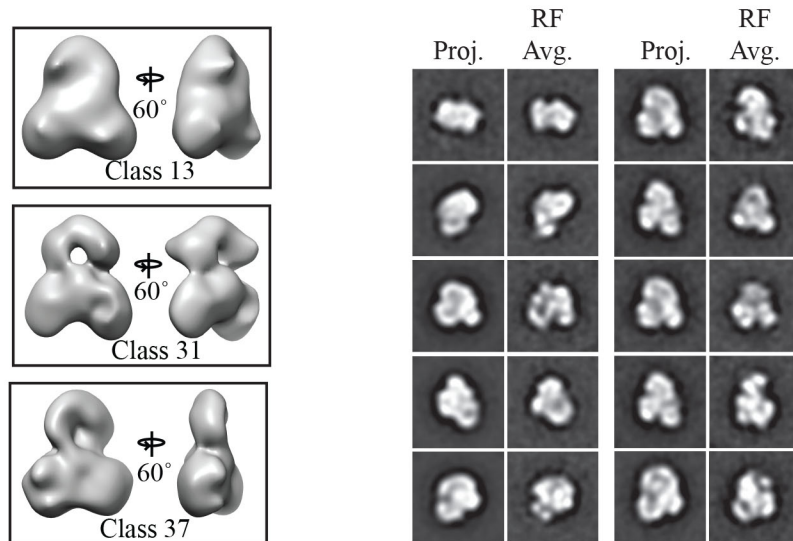 60°
Class 13
60°
Class 31
60°
Class 37
RF
Proj. Avg.
RF
Proj. Avg.